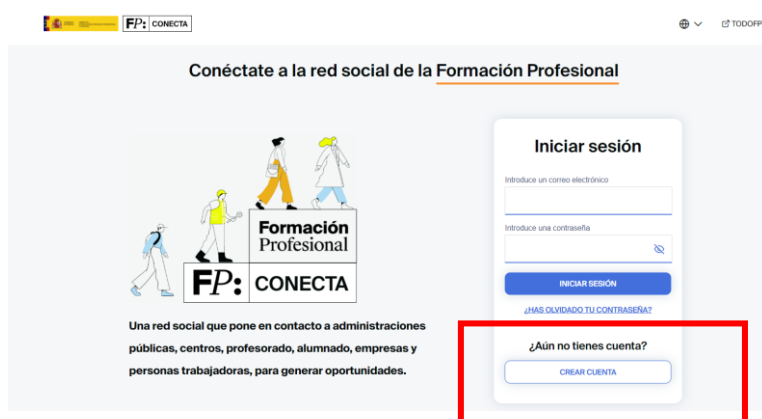 FP: CONECTA
TODOFP
Conéctate a la red social de la Formación Profesional
Formación
Profesional
FP: CONECTA
Una red social que pone en contacto a administraciones
públicas, centros, profesorado, alumnado, empresas y
personas trabajadoras, para generar oportunidades.
Iniciar sesión
Introduce un correo electrónico
Introduce una contraseña
INICIAR SESIÓN
¿HAS OLVIDADO TU CONTRASEÑA?
¿Aún no tienes cuenta?
CREAR CUENTA